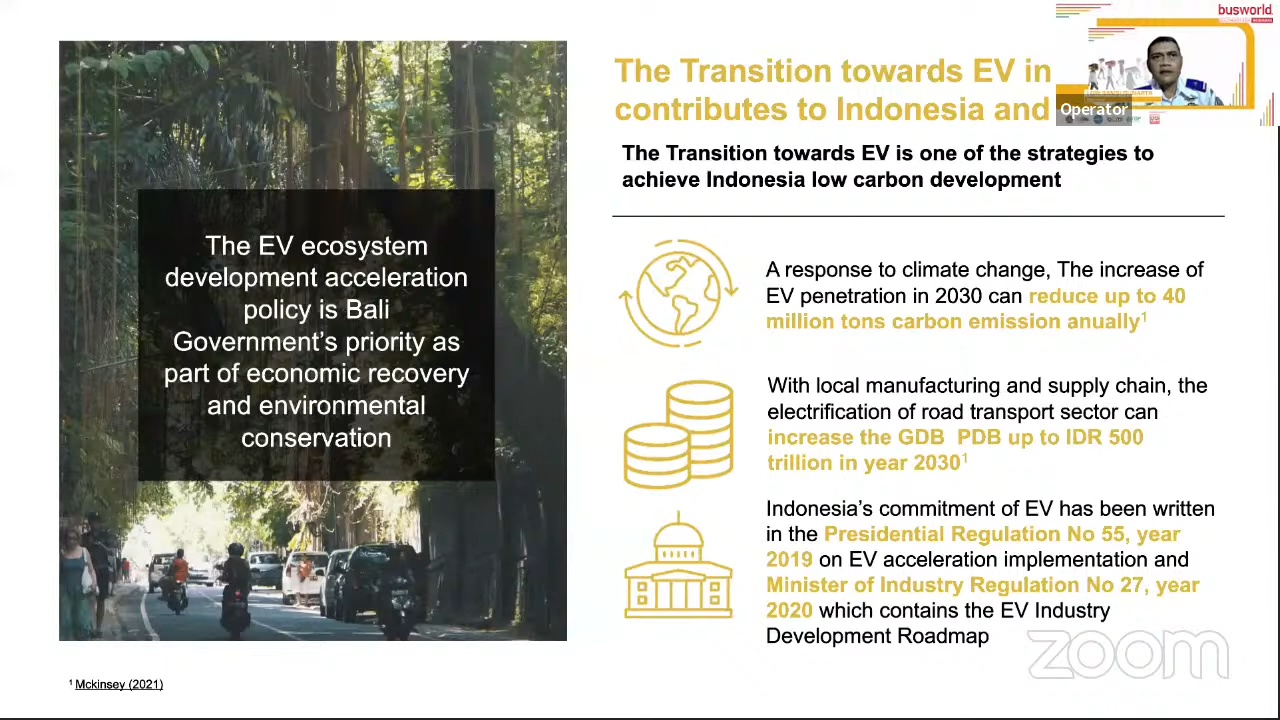 busworld
The Transition towards EV in
contributes to Indonesia and
Operator
The Transition towards EV is one of the strategies to
achieve Indonesia low carbon development
The EV ecosystem
development acceleration
policy is Bali
Government’s priority as
part of economic recovery
and environmental
conservation
A response to climate change, The increase of
EV penetration in 2030 can reduce up to 40
million tons carbon emission anually¹
With local manufacturing and supply chain, the
electrification of road transport sector can
increase the GDB PDB up to IDR 500
trillion in year 2030¹
Indonesia’s commitment of EV has been written
in the Presidential Regulation No 55, year
2019 on EV acceleration implementation and
Minister of Industry Regulation No 27, year
2020 which contains the EV Industry
Development Roadmap
zoom
¹ Mckinsey (2021)